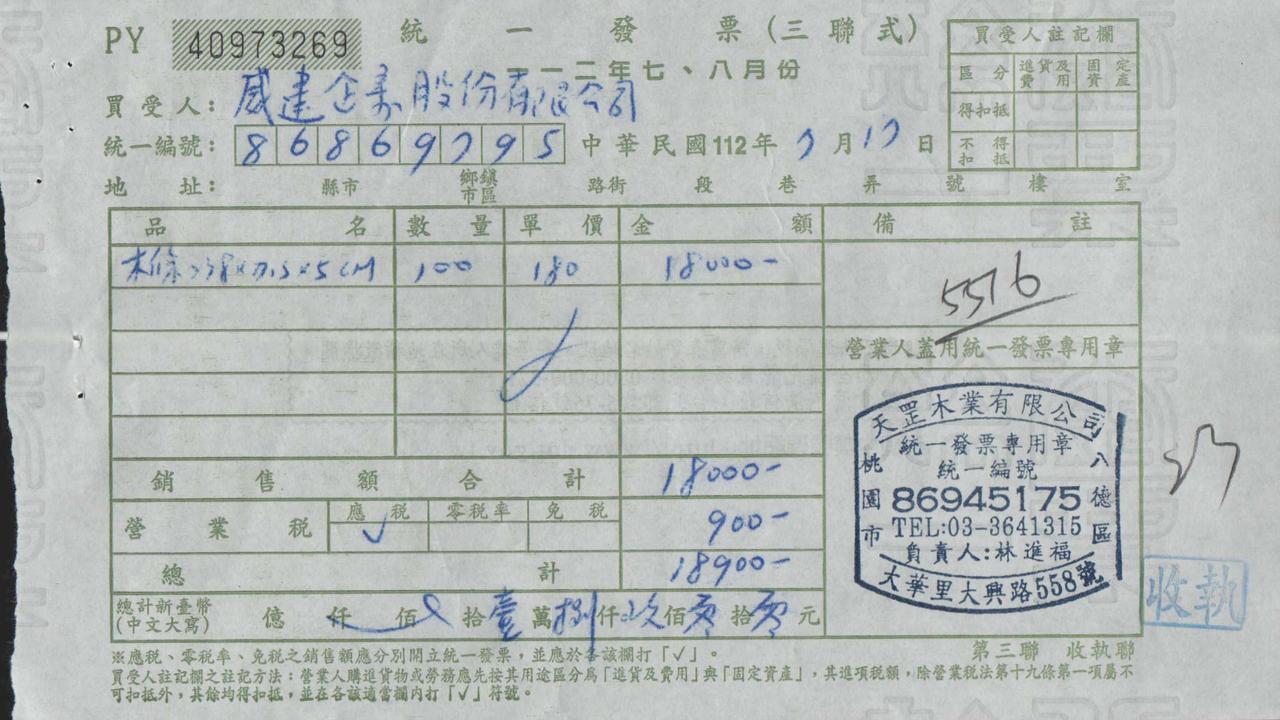 PY 40973269 統一發票(三聯式)
一一二年七、八月份
買受人註記欄
區分 進貨及費用 固定資產
得扣抵
不得扣抵
買受人：威建企業股份有限公司
統一編號：86869795 中華民國112年7月17日
地址： 縣市 鄉鎮市區 路街 段 巷 弄 號 樓 室
品名 數量 單價 金額 備註
木條 100 180 18000-
5516
營業人蓋用統一發票專用章
銷售額合計 18000-
營業稅 應稅 零稅率 免稅 900-
✓
總計 18900-
總計新臺幣(中文大寫) 億 仟 佰 拾壹萬捌仟玖佰零拾零元
天罡木業有限公司
統一發票專用章
統一編號
86945175
TEL:03-3641315
負責人:林進福
桃園市
八德區
大華里大興路558號
收執
第三聯 收執聯
※應稅、零稅率、免稅之銷售額應分別開立統一發票，並應於各該欄打「✓」。
買受人註記欄之註記方法：營業人購進貨物或勞務應先按其用途區分為「進貨及費用」與「固定資產」，其進項稅額，除營業稅法第十九條第一項屬不
可扣抵外，其餘均得扣抵，並在各該適當欄內打「✓」符號。